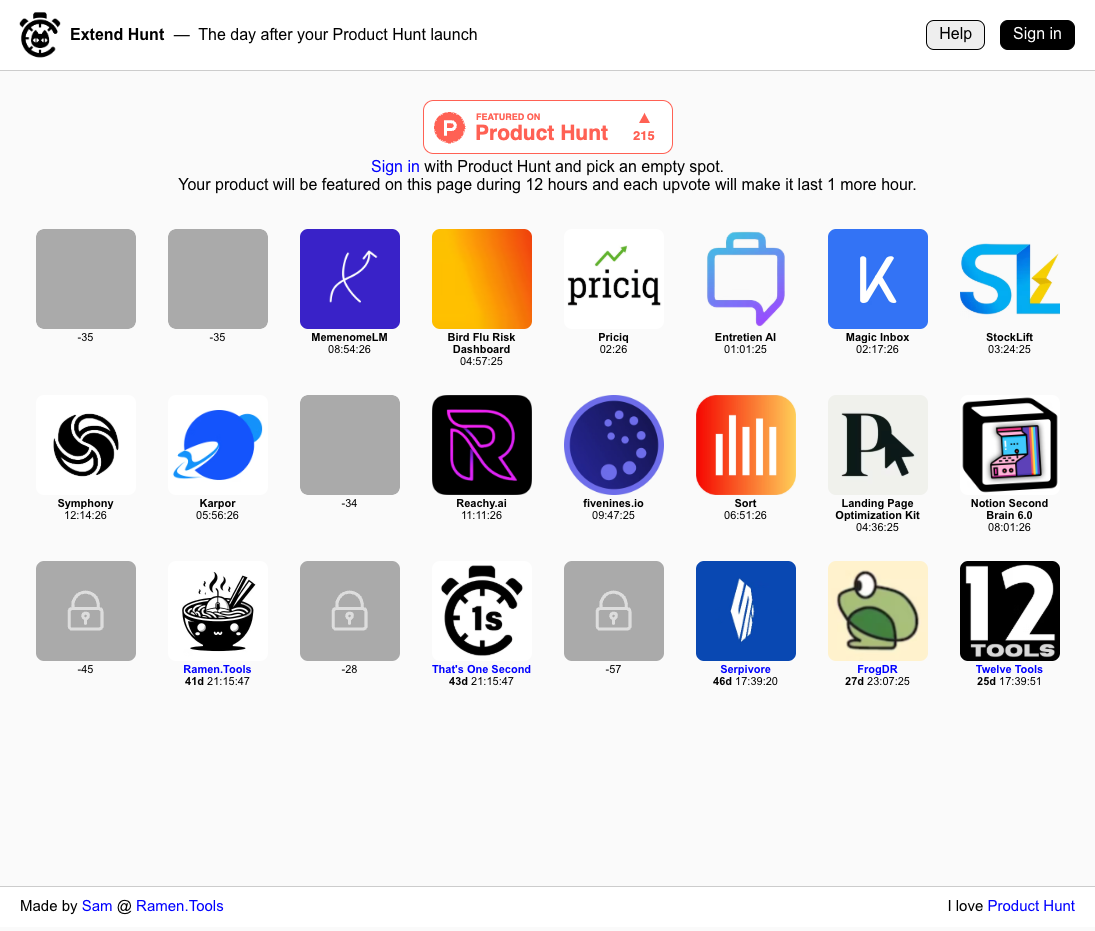 Extend Hunt — The day after your Product Hunt launch
Help
Sign in
P
FEATURED ON
Product Hunt
▲
215
Sign in with Product Hunt and pick an empty spot.
Your product will be featured on this page during 12 hours and each upvote will make it last 1 more hour.
-35
-35
MemenomeLM
08:54:26
Bird Flu Risk
Dashboard
04:57:25
priciq
Priciq
02:26
Entretien AI
01:01:25
K
Magic Inbox
02:17:26
SL
StockLift
03:24:25
Symphony
12:14:26
Karpor
05:56:26
-34
R
Reachy.ai
11:11:26
fivenines.io
09:47:25
Sort
06:51:26
P
Landing Page
Optimization Kit
04:36:25
Notion Second
Brain 6.0
08:01:26
-45
Ramen.Tools
41d 21:15:47
-28
1s
That's One Second
43d 21:15:47
-57
Serpivore
46d 17:39:20
FrogDR
27d 23:07:25
12
TOOLS
Twelve Tools
25d 17:39:51
Made by Sam @ Ramen.Tools
I love Product Hunt